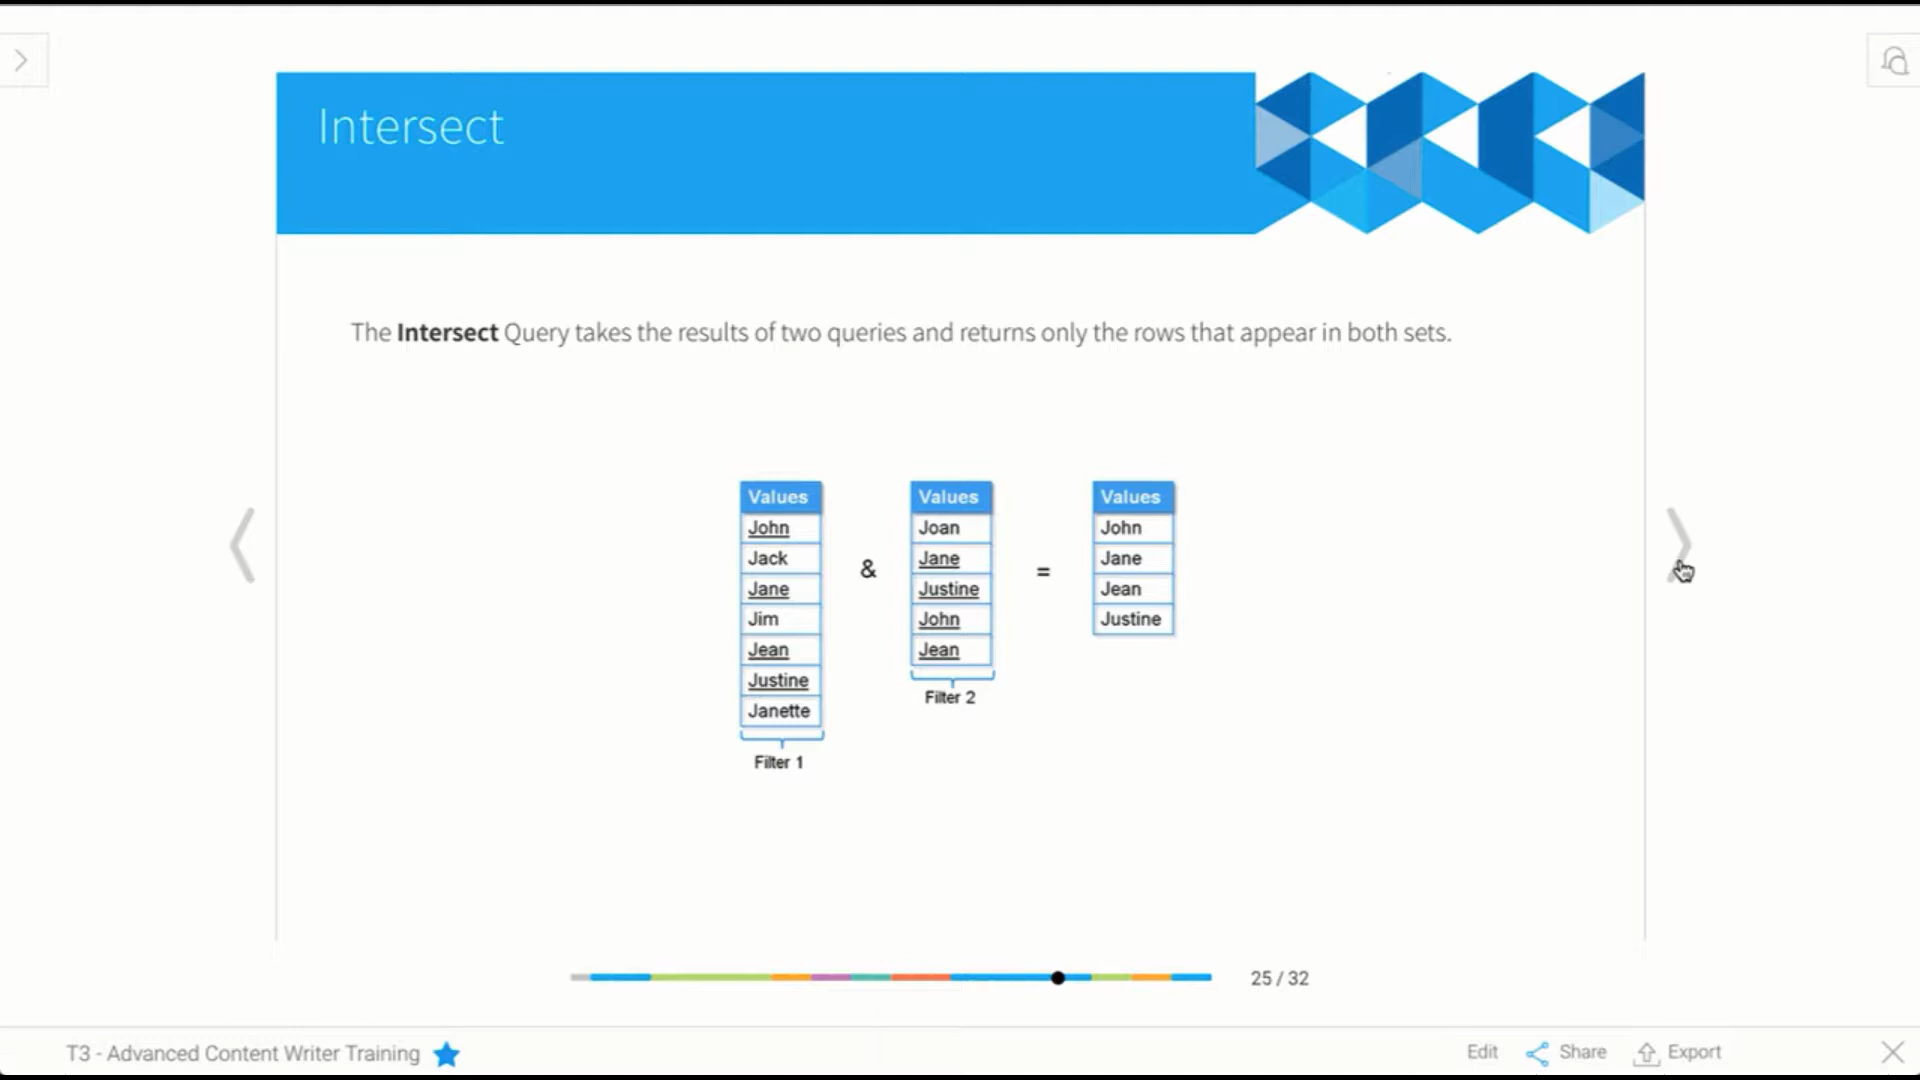 Intersect
The Intersect Query takes the results of two queries and returns only the rows that appear in both sets.
Values
John
Jack
Jane
Jim
Jean
Justine
Janette
Filter 1
&
Values
Joan
Jane
Justine
John
Jean
Filter 2
=
Values
John
Jane
Jean
Justine
25 / 32
T3 - Advanced Content Writer Training
Edit
Share
Export